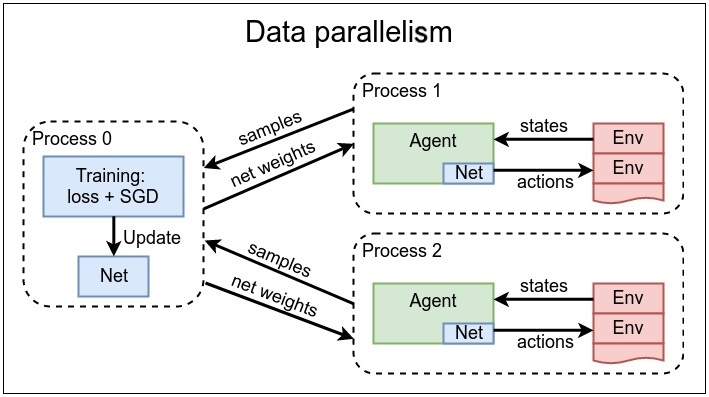 Data parallelism
Process 0
Training:
loss + SGD
Update
Net
samples
net weights
samples
net weights
Process 1
Agent
Net
states
actions
Env
Env
Process 2
Agent
Net
states
actions
Env
Env